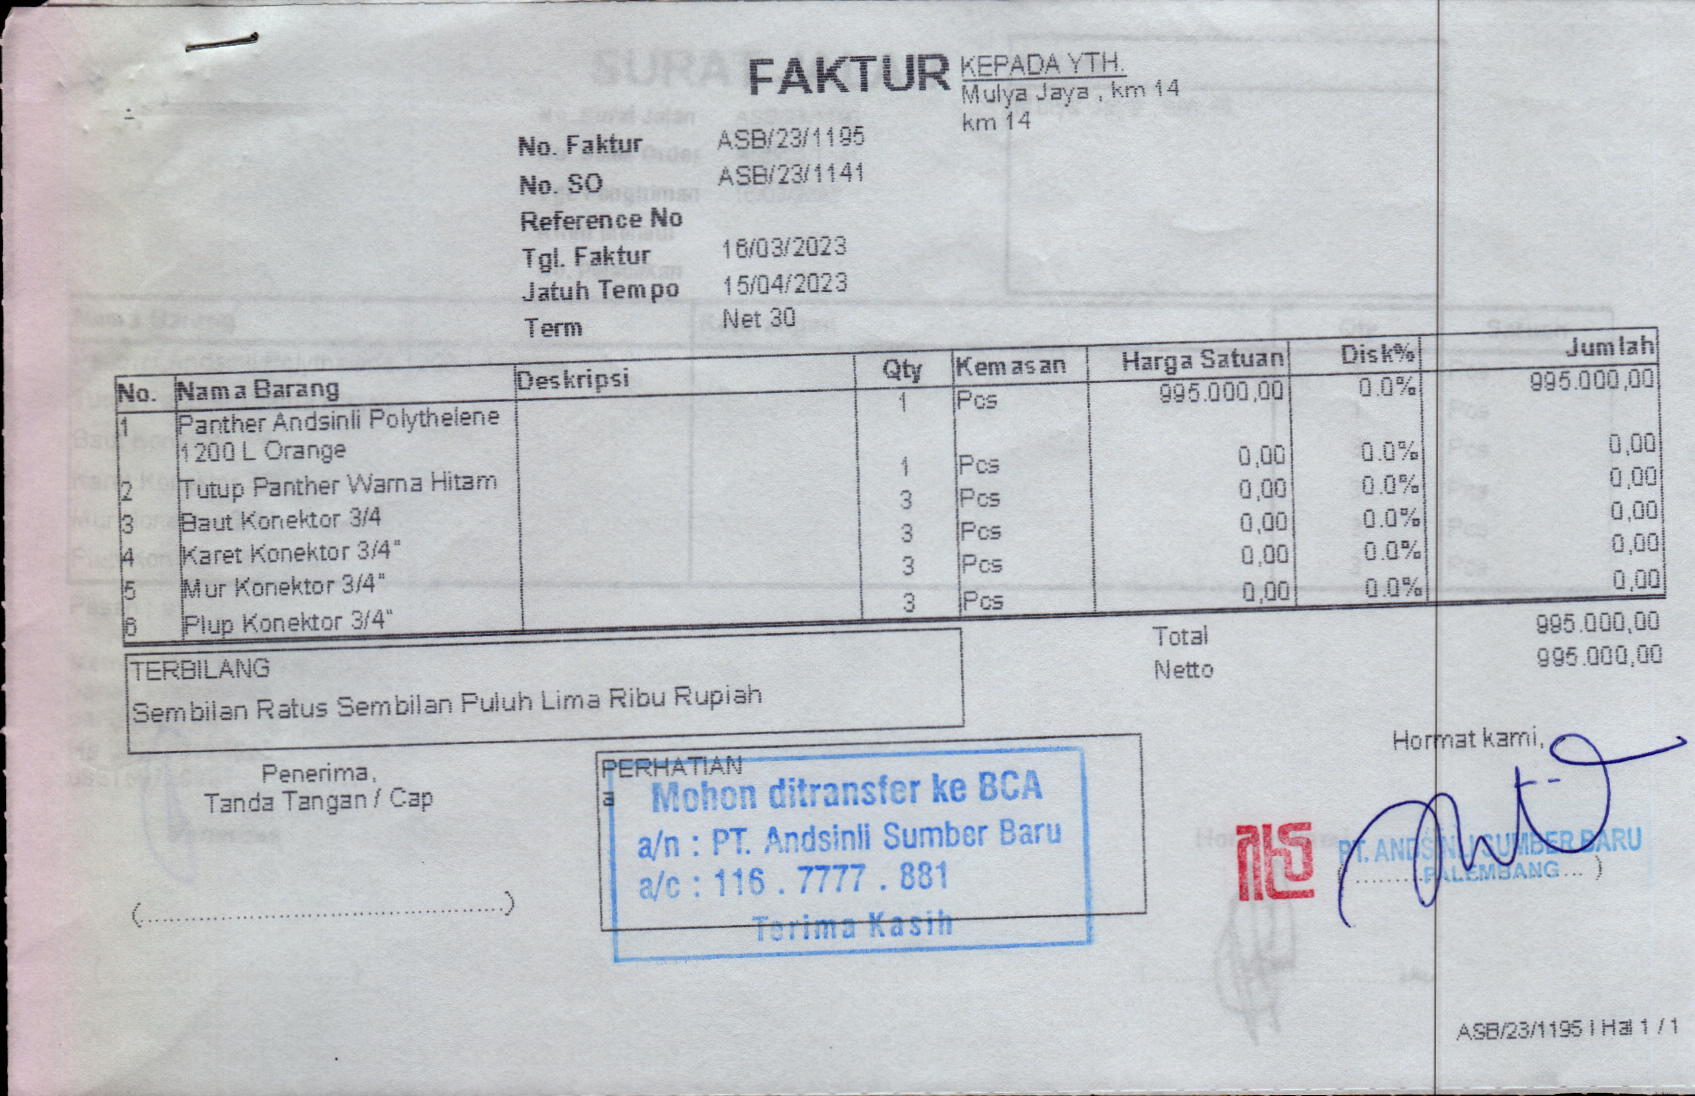 FAKTUR
KEPADA YTH.
Mulya Jaya , km 14
km 14
No. Faktur ASB/23/1195
No. SO ASB/23/1141
Reference No
Tgl. Faktur 16/03/2023
Jatuh Tempo 15/04/2023
Term Net 30
No. Nama Barang Deskripsi Qty Kemasan Harga Satuan Disk% Jumlah
1 Panther Andsinli Polythelene 1 Pcs 995.000,00 0.0% 995.000,00
1200 L Orange
2 Tutup Panther Warna Hitam 1 Pcs 0,00 0.0% 0,00
3 Baut Konektor 3/4 3 Pcs 0,00 0.0% 0,00
4 Karet Konektor 3/4" 3 Pcs 0,00 0.0% 0,00
5 Mur Konektor 3/4" 3 Pcs 0,00 0.0% 0,00
6 Plup Konektor 3/4" 3 Pcs 0,00 0.0% 0,00
Total 995.000,00
Netto 995.000,00
TERBILANG
Sembilan Ratus Sembilan Puluh Lima Ribu Rupiah
Penerima,
Tanda Tangan / Cap
(............................................)
PERHATIAN
a
Mohon ditransfer ke BCA
a/n : PT. Andsinli Sumber Baru
a/c : 116 . 7777 . 881
Terima Kasih
Hormat kami,
PT. ANDSINLI SUMBER BARU
PALEMBANG
ASB/23/1195 | Hal 1 / 1